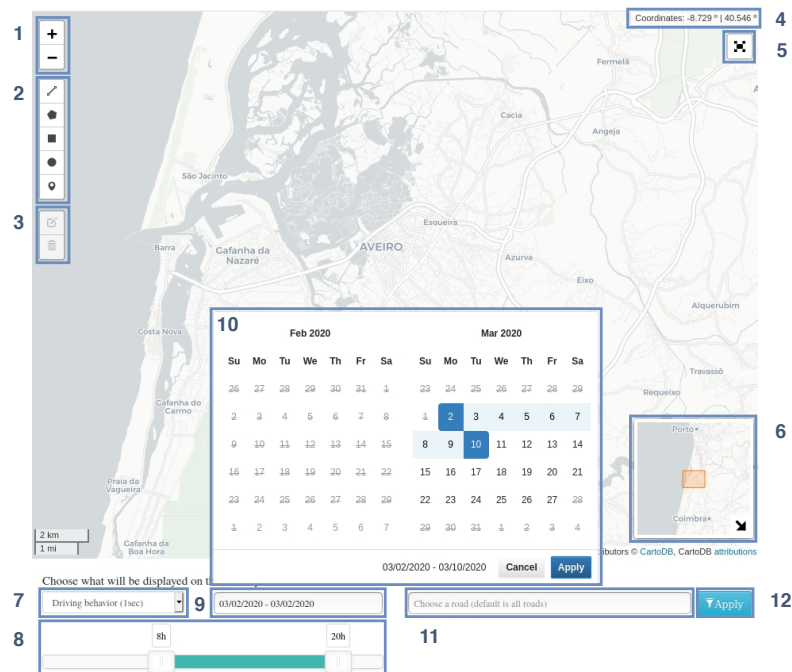 Coordinates: -8.729 ° | 40.546 °
4
1
+
−
5
Fermelã
2
Cacia
Angeja
São Jacinto
3
Esgueira
Barra
Gafanha da
Nazaré
AVEIRO
Azurva
Eixo
Alquerubim
10
Feb 2020
Mar 2020
Costa Nova
Su Mo Tu We Th Fr Sa
Su Mo Tu We Th Fr Sa
26 27 28 29 30 31 1
23 24 25 26 27 28 29
Travassô
Requeixo
Gafanha do
Carmo
2 3 4 5 6 7 8
1 2 3 4 5 6 7
6
Porto
9 10 11 12 13 14 15
8 9 10 11 12 13 14
16 17 18 19 20 21 22
15 16 17 18 19 20 21
Praia da
Vagueira
23 24 25 26 27 28 29
22 23 24 25 26 27 28
Coimbra
1 2 3 4 5 6 7
29 30 31 1 2 3 4
2 km
1 mi
Gafanha da
Boa Hora
ibutors © CartoDB, CartoDB attributions
03/02/2020 - 03/10/2020 Cancel Apply
Choose what will be displayed on t
7
Driving behavior (1sec)
9
03/02/2020 - 03/02/2020
Choose a road (default is all roads)
Apply
12
8
8h
20h
11